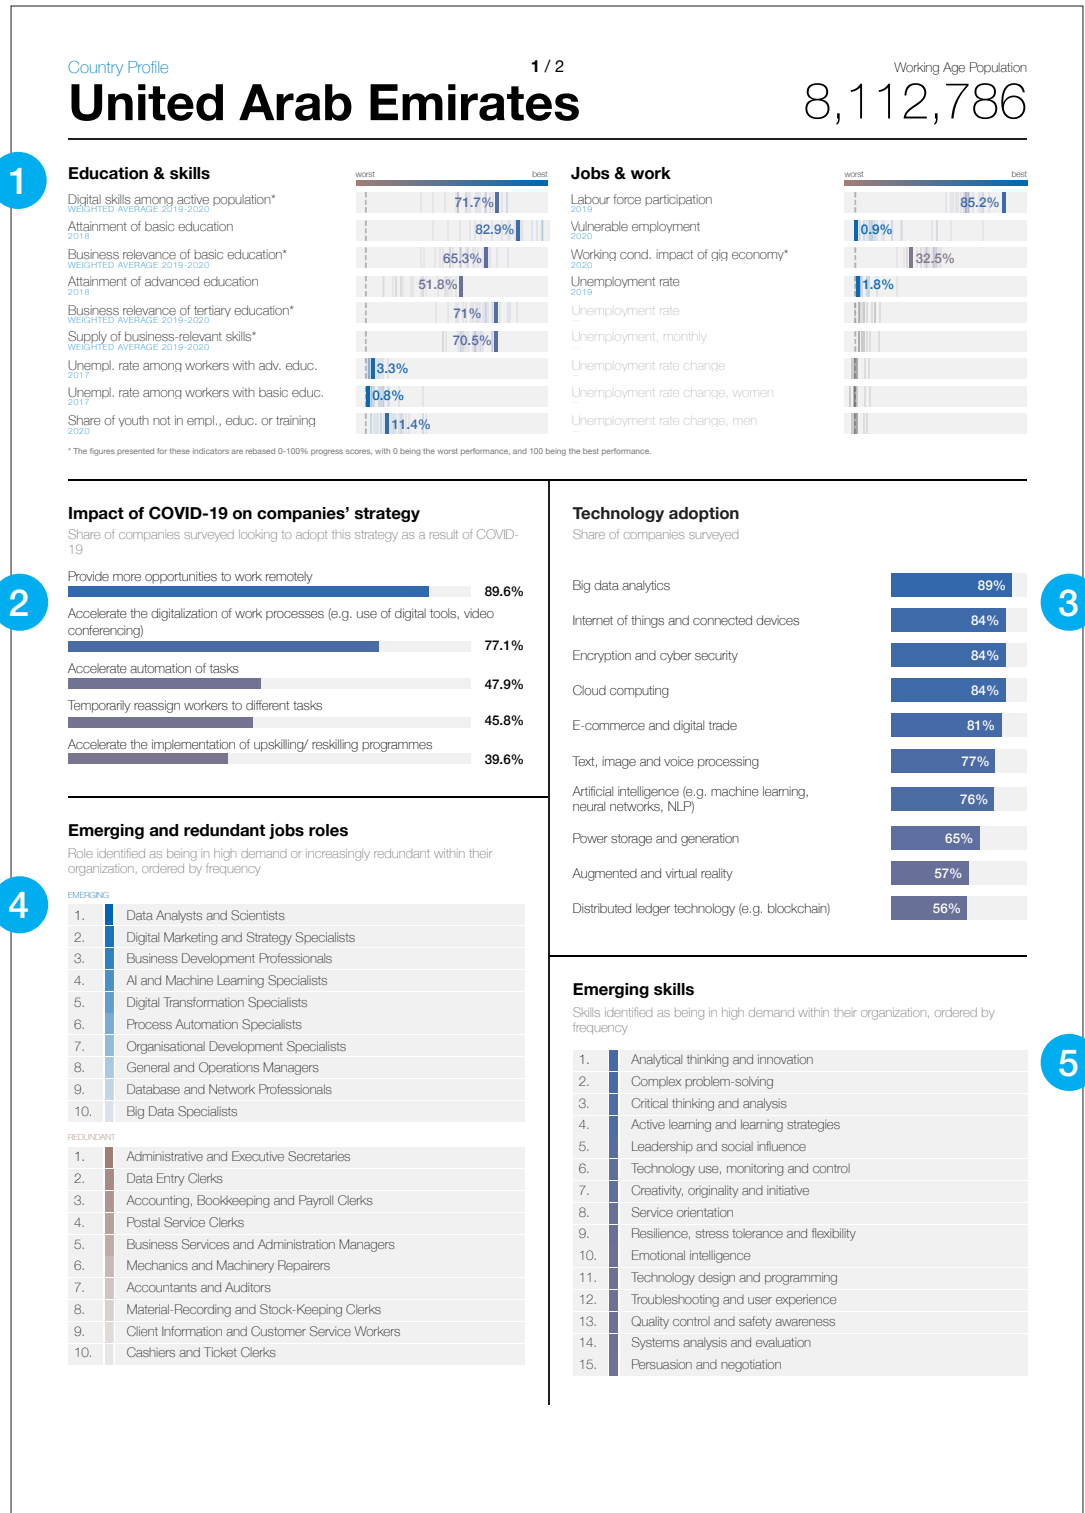 Country Profile
1 / 2
Working Age Population
United Arab Emirates
8,112,786
1
Education & skills
worst
best
Digital skills among active population*
WEIGHTED AVERAGE 2019-2020
71.7%
Attainment of basic education
2018
82.9%
Business relevance of basic education*
WEIGHTED AVERAGE 2019-2020
65.3%
Attainment of advanced education
2018
51.8%
Business relevance of tertiary education*
WEIGHTED AVERAGE 2019-2020
71%
Supply of business-relevant skills*
WEIGHTED AVERAGE 2019-2020
70.5%
Unempl. rate among workers with adv. educ.
2017
3.3%
Unempl. rate among workers with basic educ.
2017
0.8%
Share of youth not in empl., educ. or training
2020
11.4%
Jobs & work
worst
best
Labour force participation
2019
85.2%
Vulnerable employment
2020
0.9%
Working cond. impact of gig economy*
2020
32.5%
Unemployment rate
2019
1.8%
Unemployment rate
Unemployment, monthly
Unemployment rate change
Unemployment rate change, women
Unemployment rate change, men
* The figures presented for these indicators are rebased 0-100% progress scores, with 0 being the worst performance, and 100 being the best performance.
2
Impact of COVID-19 on companies' strategy
Share of companies surveyed looking to adopt this strategy as a result of COVID-
19
Provide more opportunities to work remotely
89.6%
Accelerate the digitalization of work processes (e.g. use of digital tools, video
conferencing)
77.1%
Accelerate automation of tasks
47.9%
Temporarily reassign workers to different tasks
45.8%
Accelerate the implementation of upskilling/ reskilling programmes
39.6%
3
Technology adoption
Share of companies surveyed
Big data analytics
89%
Internet of things and connected devices
84%
Encryption and cyber security
84%
Cloud computing
84%
E-commerce and digital trade
81%
Text, image and voice processing
77%
Artificial intelligence (e.g. machine learning,
neural networks, NLP)
76%
Power storage and generation
65%
Augmented and virtual reality
57%
Distributed ledger technology (e.g. blockchain)
56%
4
Emerging and redundant jobs roles
Role identified as being in high demand or increasingly redundant within their
organization, ordered by frequency
EMERGING
1. Data Analysts and Scientists
2. Digital Marketing and Strategy Specialists
3. Business Development Professionals
4. AI and Machine Learning Specialists
5. Digital Transformation Specialists
6. Process Automation Specialists
7. Organisational Development Specialists
8. General and Operations Managers
9. Database and Network Professionals
10. Big Data Specialists
REDUNDANT
1. Administrative and Executive Secretaries
2. Data Entry Clerks
3. Accounting, Bookkeeping and Payroll Clerks
4. Postal Service Clerks
5. Business Services and Administration Managers
6. Mechanics and Machinery Repairers
7. Accountants and Auditors
8. Material-Recording and Stock-Keeping Clerks
9. Client Information and Customer Service Workers
10. Cashiers and Ticket Clerks
5
Emerging skills
Skills identified as being in high demand within their organization, ordered by
frequency
1. Analytical thinking and innovation
2. Complex problem-solving
3. Critical thinking and analysis
4. Active learning and learning strategies
5. Leadership and social influence
6. Technology use, monitoring and control
7. Creativity, originality and initiative
8. Service orientation
9. Resilience, stress tolerance and flexibility
10. Emotional intelligence
11. Technology design and programming
12. Troubleshooting and user experience
13. Quality control and safety awareness
14. Systems analysis and evaluation
15. Persuasion and negotiation